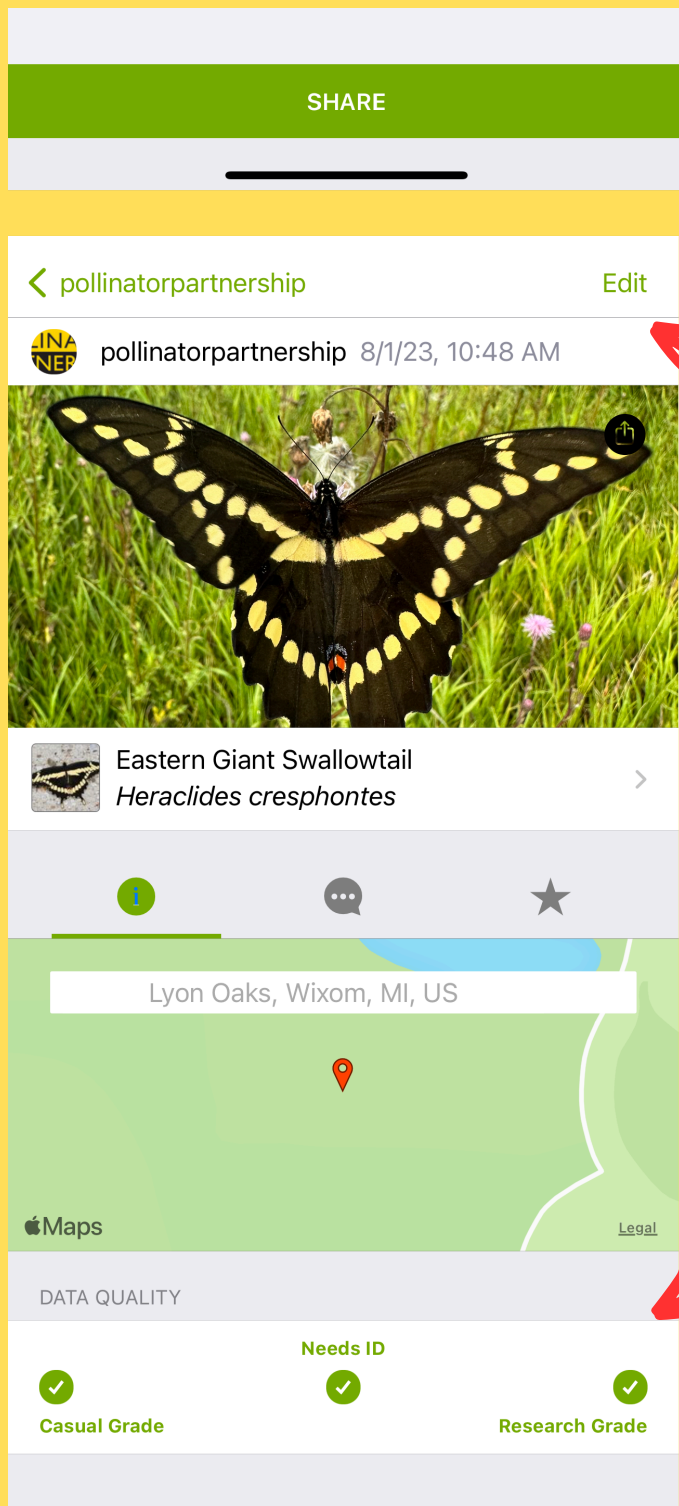 SHARE
pollinatorpartnership
Edit
pollinatorpartnership 8/1/23, 10:48 AM
Eastern Giant Swallowtail
Heraclides cresphontes
i
Lyon Oaks, Wixom, MI, US
Maps
Legal
DATA QUALITY
Needs ID
Casual Grade
Research Grade